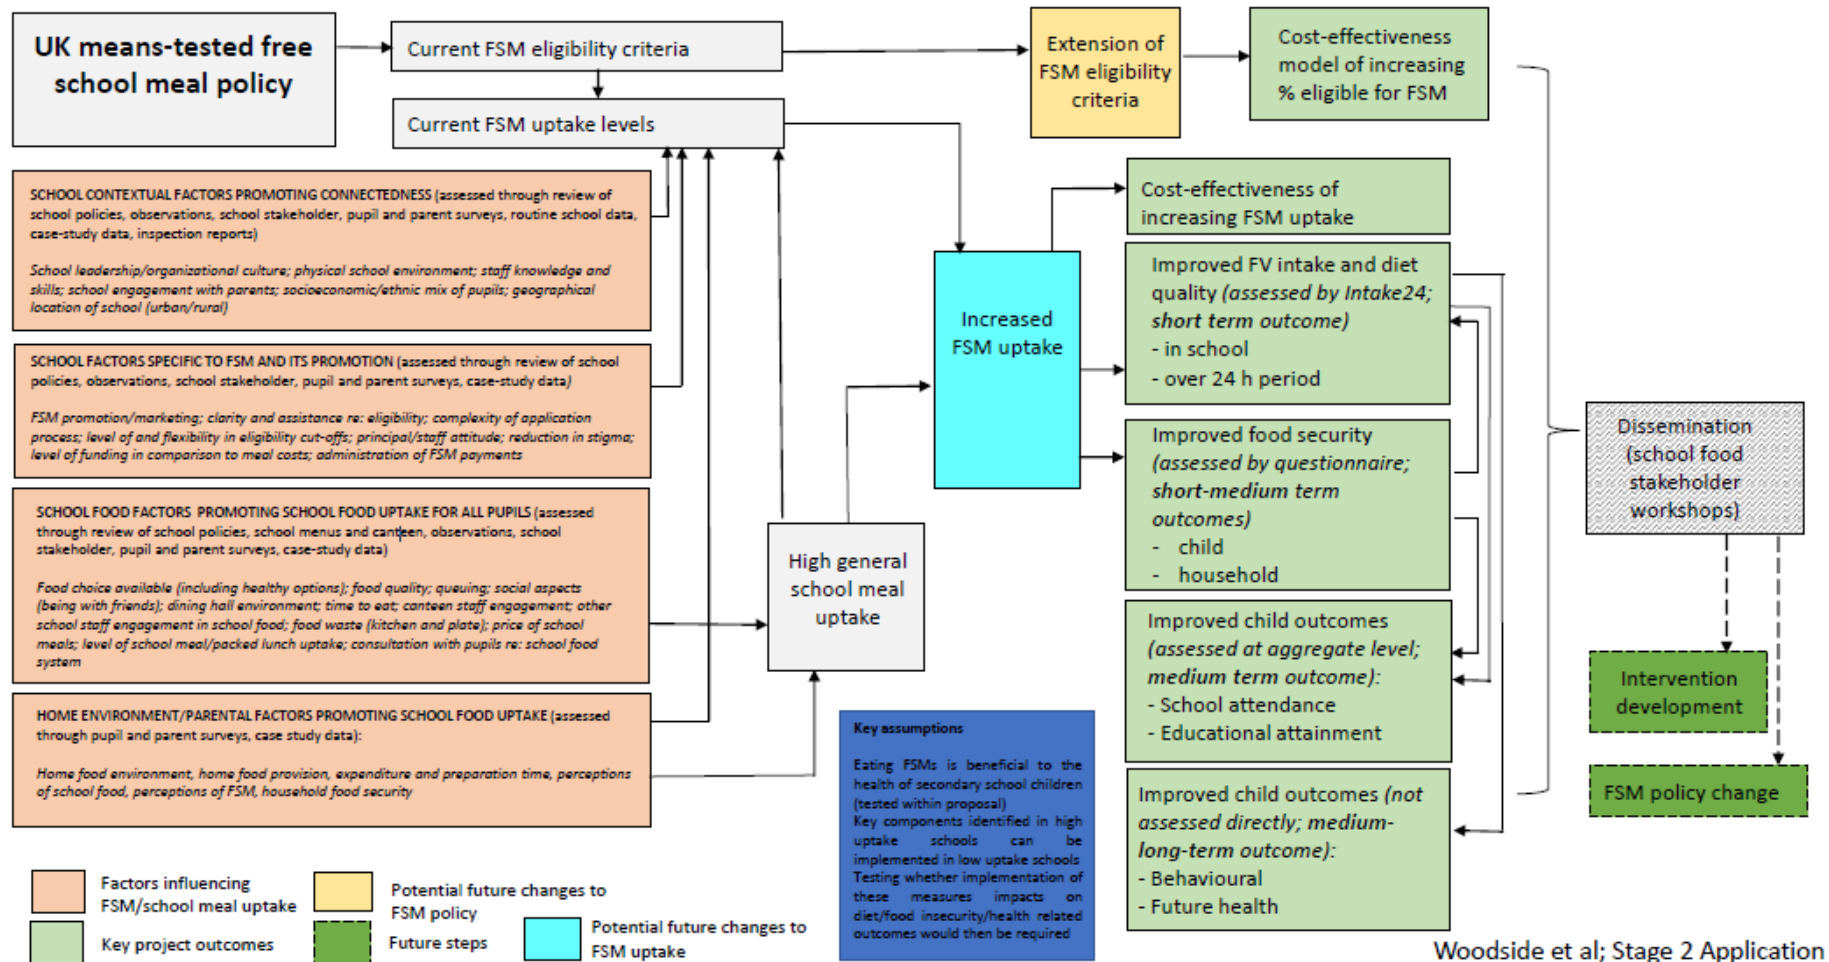 UK means-tested free
school meal policy
Current FSM eligibility criteria
Current FSM uptake levels
Extension of
FSM eligibility
criteria
Cost-effectiveness
model of increasing
% eligible for FSM
SCHOOL CONTEXTUAL FACTORS PROMOTING CONNECTEDNESS (assessed through review of
school policies, observations, school stakeholder, pupil and parent surveys, routine school data,
case-study data, inspection reports)
School leadership/organizational culture; physical school environment; staff knowledge and
skills; school engagement with parents; socioeconomic/ethnic mix of pupils; geographical
location of school (urban/rural)
SCHOOL FACTORS SPECIFIC TO FSM AND ITS PROMOTION (assessed through review of school
policies, observations, school stakeholder, pupil and parent surveys, case-study data)
FSM promotion/marketing; clarity and assistance re: eligibility; complexity of application
process; level of and flexibility in eligibility cut-offs; principal/staff attitude; reduction in stigma;
level of funding in comparison to meal costs; administration of FSM payments
SCHOOL FOOD FACTORS PROMOTING SCHOOL FOOD UPTAKE FOR ALL PUPILS (assessed
through review of school policies, school menus and canteen, observations, school
stakeholder, pupil and parent surveys, case-study data)
Food choice available (including healthy options); food quality; queuing; social aspects
(being with friends); dining hall environment; time to eat; canteen staff engagement; other
school staff engagement in school food; food waste (kitchen and plate); price of school
meals; level of school meal/packed lunch uptake; consultation with pupils re: school food
system
HOME ENVIRONMENT/PARENTAL FACTORS PROMOTING SCHOOL FOOD UPTAKE (assessed
through pupil and parent surveys, case study data):
Home food environment, home food provision, expenditure and preparation time, perceptions
of school food, perceptions of FSM, household food security
High general
school meal
uptake
Increased
FSM uptake
Cost-effectiveness of
increasing FSM uptake
Improved FV intake and diet
quality (assessed by Intake24;
short term outcome)
- in school
- over 24 h period
Improved food security
(assessed by questionnaire;
short-medium term
outcomes)
- child
- household
Improved child outcomes
(assessed at aggregate level;
medium term outcome):
- School attendance
- Educational attainment
Improved child outcomes (not
assessed directly; medium-
long-term outcome):
- Behavioural
- Future health
Dissemination
(school food
stakeholder
workshops)
Intervention
development
FSM policy change
Key assumptions
Eating FSMs is beneficial to the
health of secondary school children
(tested within proposal)
Key components identified in high
uptake schools can be
implemented in low uptake schools
Testing whether implementation of
these measures impacts on
diet/food insecurity/health related
outcomes would then be required
Factors influencing
FSM/school meal uptake
Potential future changes to
FSM policy
Key project outcomes
Future steps
Potential future changes to
FSM uptake
Woodside et al; Stage 2 Application